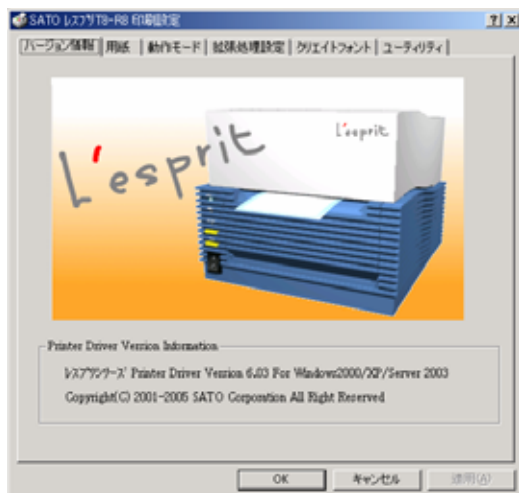 SATO ﾚｽﾌﾟﾘT8-R8 印刷設定
バージョン情報 用紙 動作モード 拡張処理設定 クリエイトフォント ユーティリティ
L'esprit
L'esprit
Printer Driver Version Information
ﾚｽﾌﾟﾘｼﾘｰｽﾞ Printer Driver Version 6.03 For Windows2000/XP/Server 2003
Copyright(C) 2001-2005 SATO Corporation All Right Reserved
OK キャンセル 適用(A)